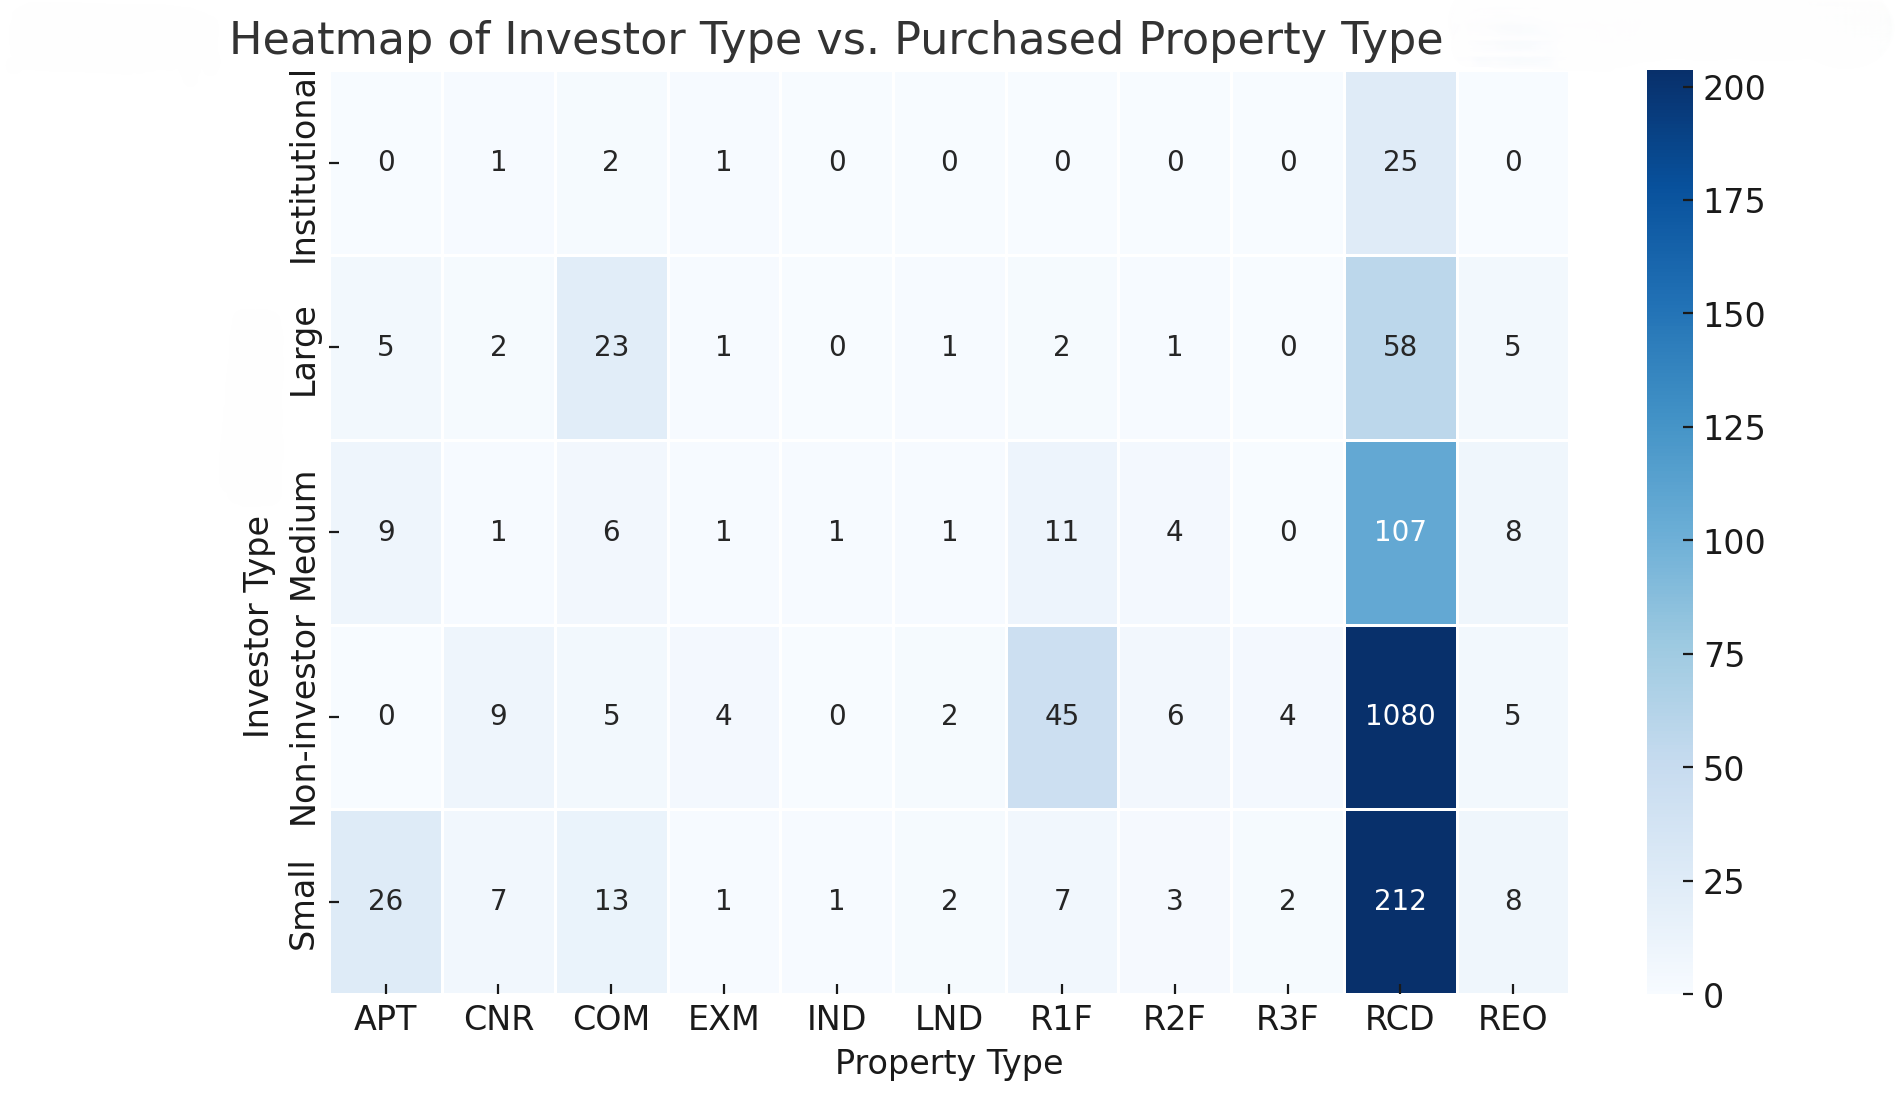 Heatmap of Investor Type vs. Purchased Property Type
Investor Type
Institutional 0 1 2 1 0 0 0 0 0 25 0
Large 5 2 23 1 0 1 2 1 0 58 5
Medium 9 1 6 1 1 1 11 4 0 107 8
Non-investor 0 9 5 4 0 2 45 6 4 1080 5
Small 26 7 13 1 1 2 7 3 2 212 8
APT CNR COM EXM IND LND R1F R2F R3F RCD REO
Property Type
200
175
150
125
100
75
50
25
0